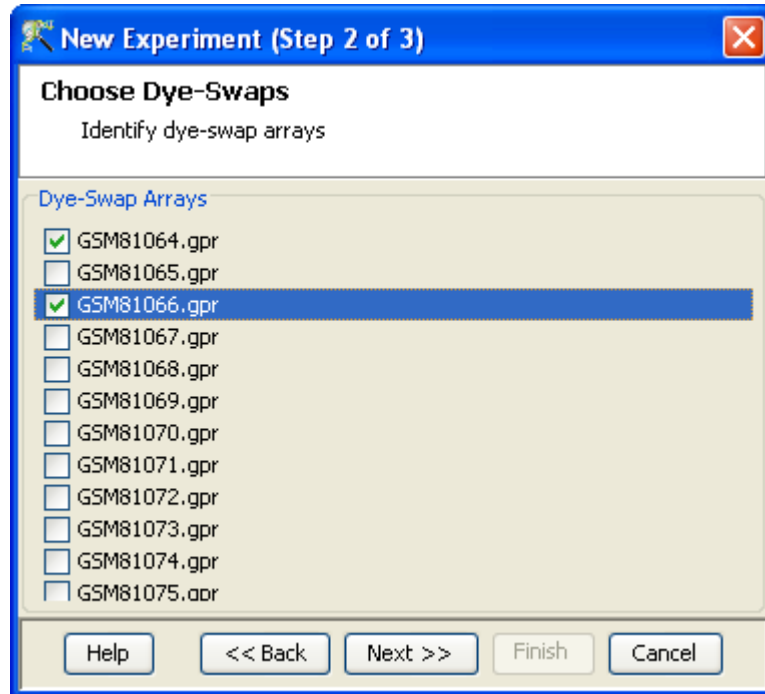 New Experiment (Step 2 of 3)
Choose Dye-Swaps
Identify dye-swap arrays
Dye-Swap Arrays
GSM81064.gpr
GSM81065.gpr
GSM81066.gpr
GSM81067.gpr
GSM81068.gpr
GSM81069.gpr
GSM81070.gpr
GSM81071.gpr
GSM81072.gpr
GSM81073.gpr
GSM81074.gpr
GSM81075.gpr
Help << Back Next >> Finish Cancel